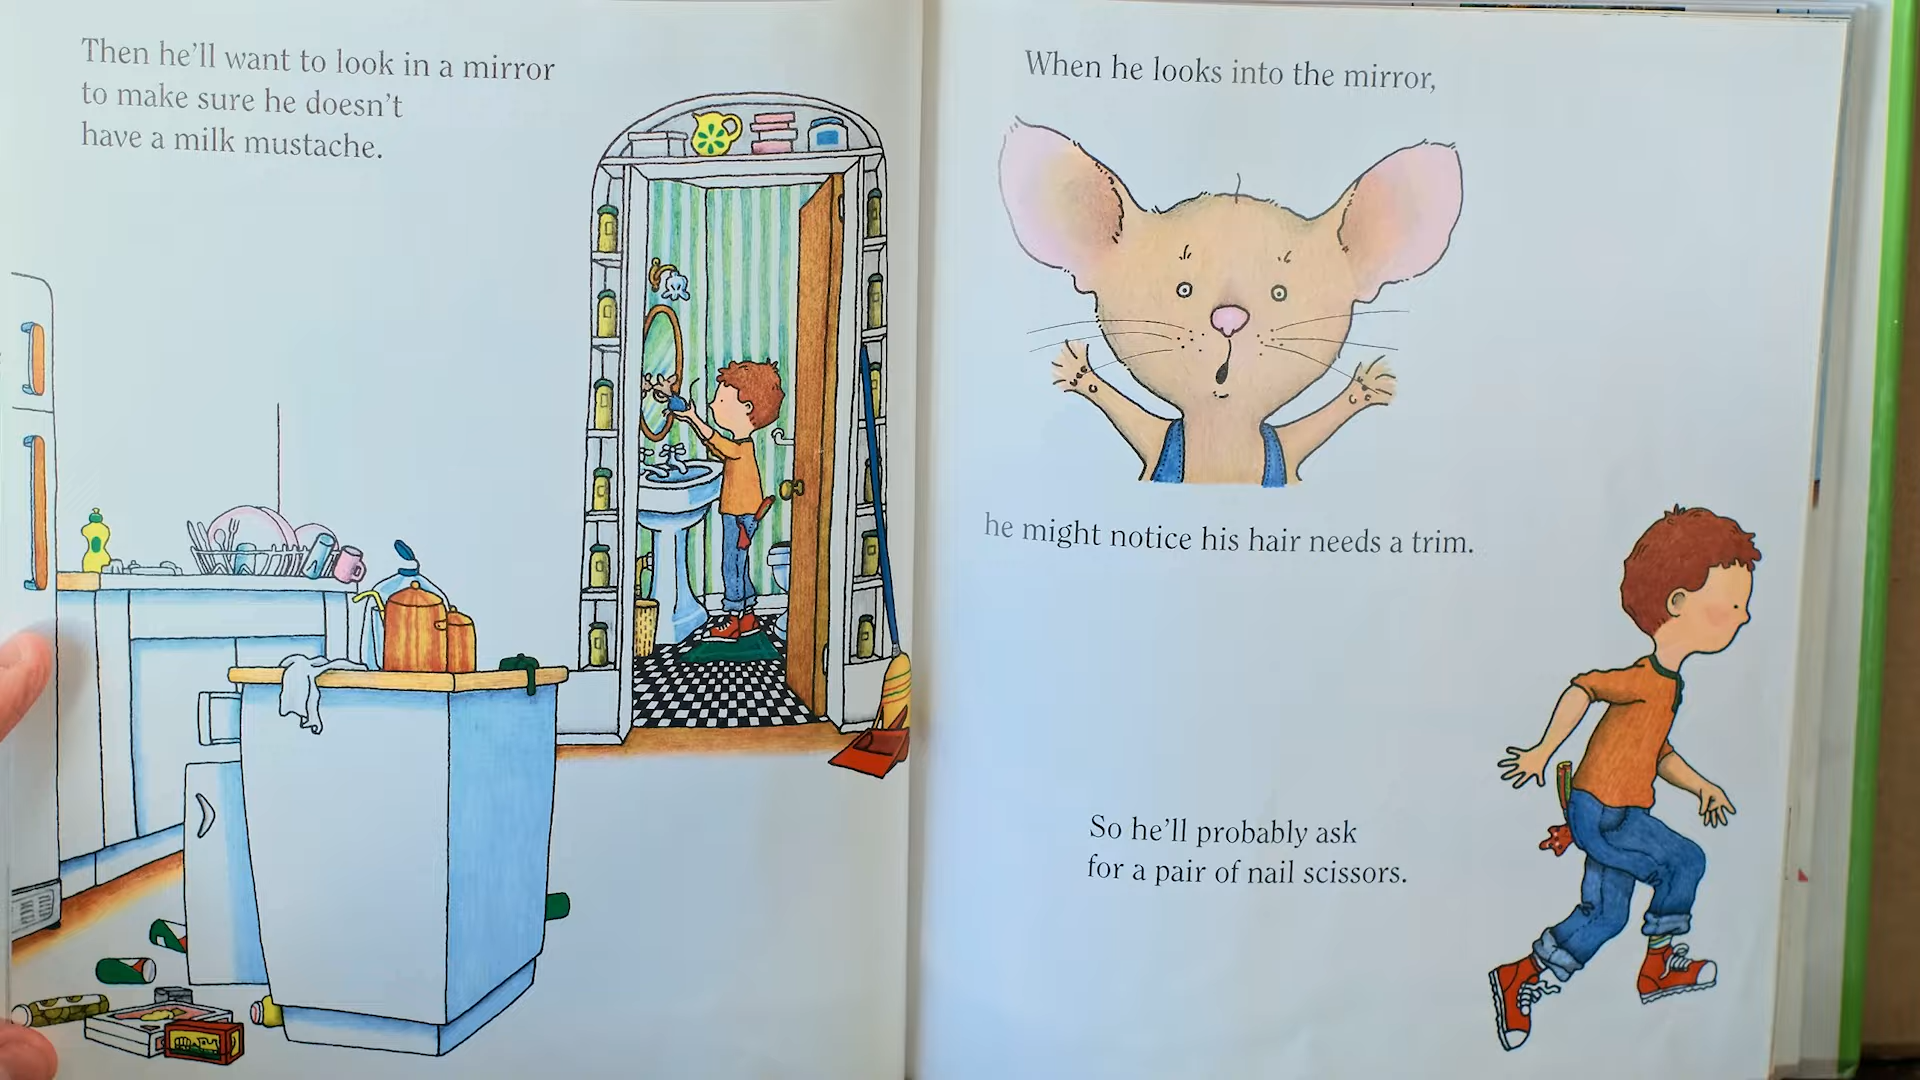 Then he'll want to look in a mirror
to make sure he doesn't
have a milk mustache.
When he looks into the mirror,
he might notice his hair needs a trim.
So he'll probably ask
for a pair of nail scissors.